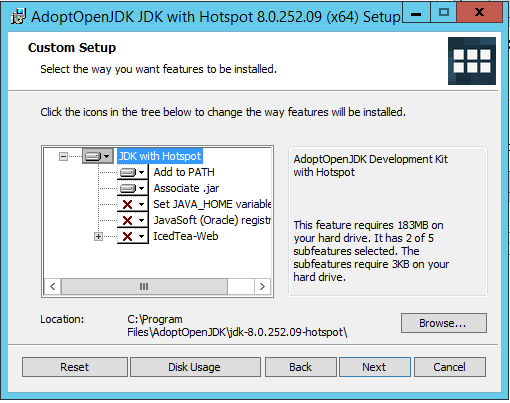 AdoptOpenJDK JDK with Hotspot 8.0.252.09 (x64) Setup
Custom Setup
Select the way you want features to be installed.
Click the icons in the tree below to change the way features will be installed.
JDK with Hotspot
Add to PATH
Associate .jar
Set JAVA_HOME variable
JavaSoft (Oracle) registr
IcedTea-Web
AdoptOpenJDK Development Kit
with Hotspot
This feature requires 183MB on
your hard drive. It has 2 of 5
subfeatures selected. The
subfeatures require 3KB on your
hard drive.
Location:
C:\Program
Files\AdoptOpenJDK\jdk-8.0.252.09-hotspot\
Browse...
Reset
Disk Usage
Back
Next
Cancel